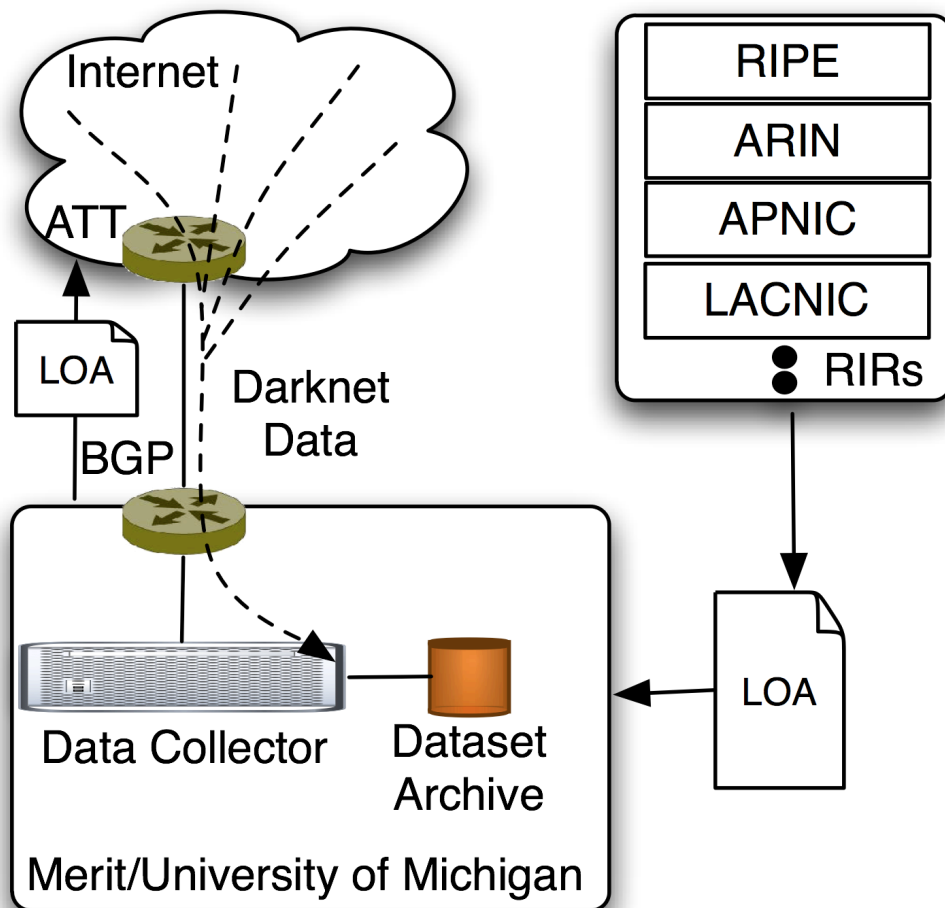 Internet
ATT
LOA
BGP
Darknet
Data
RIPE
ARIN
APNIC
LACNIC
RIRs
LOA
Data Collector
Dataset
Archive
Merit/University of Michigan